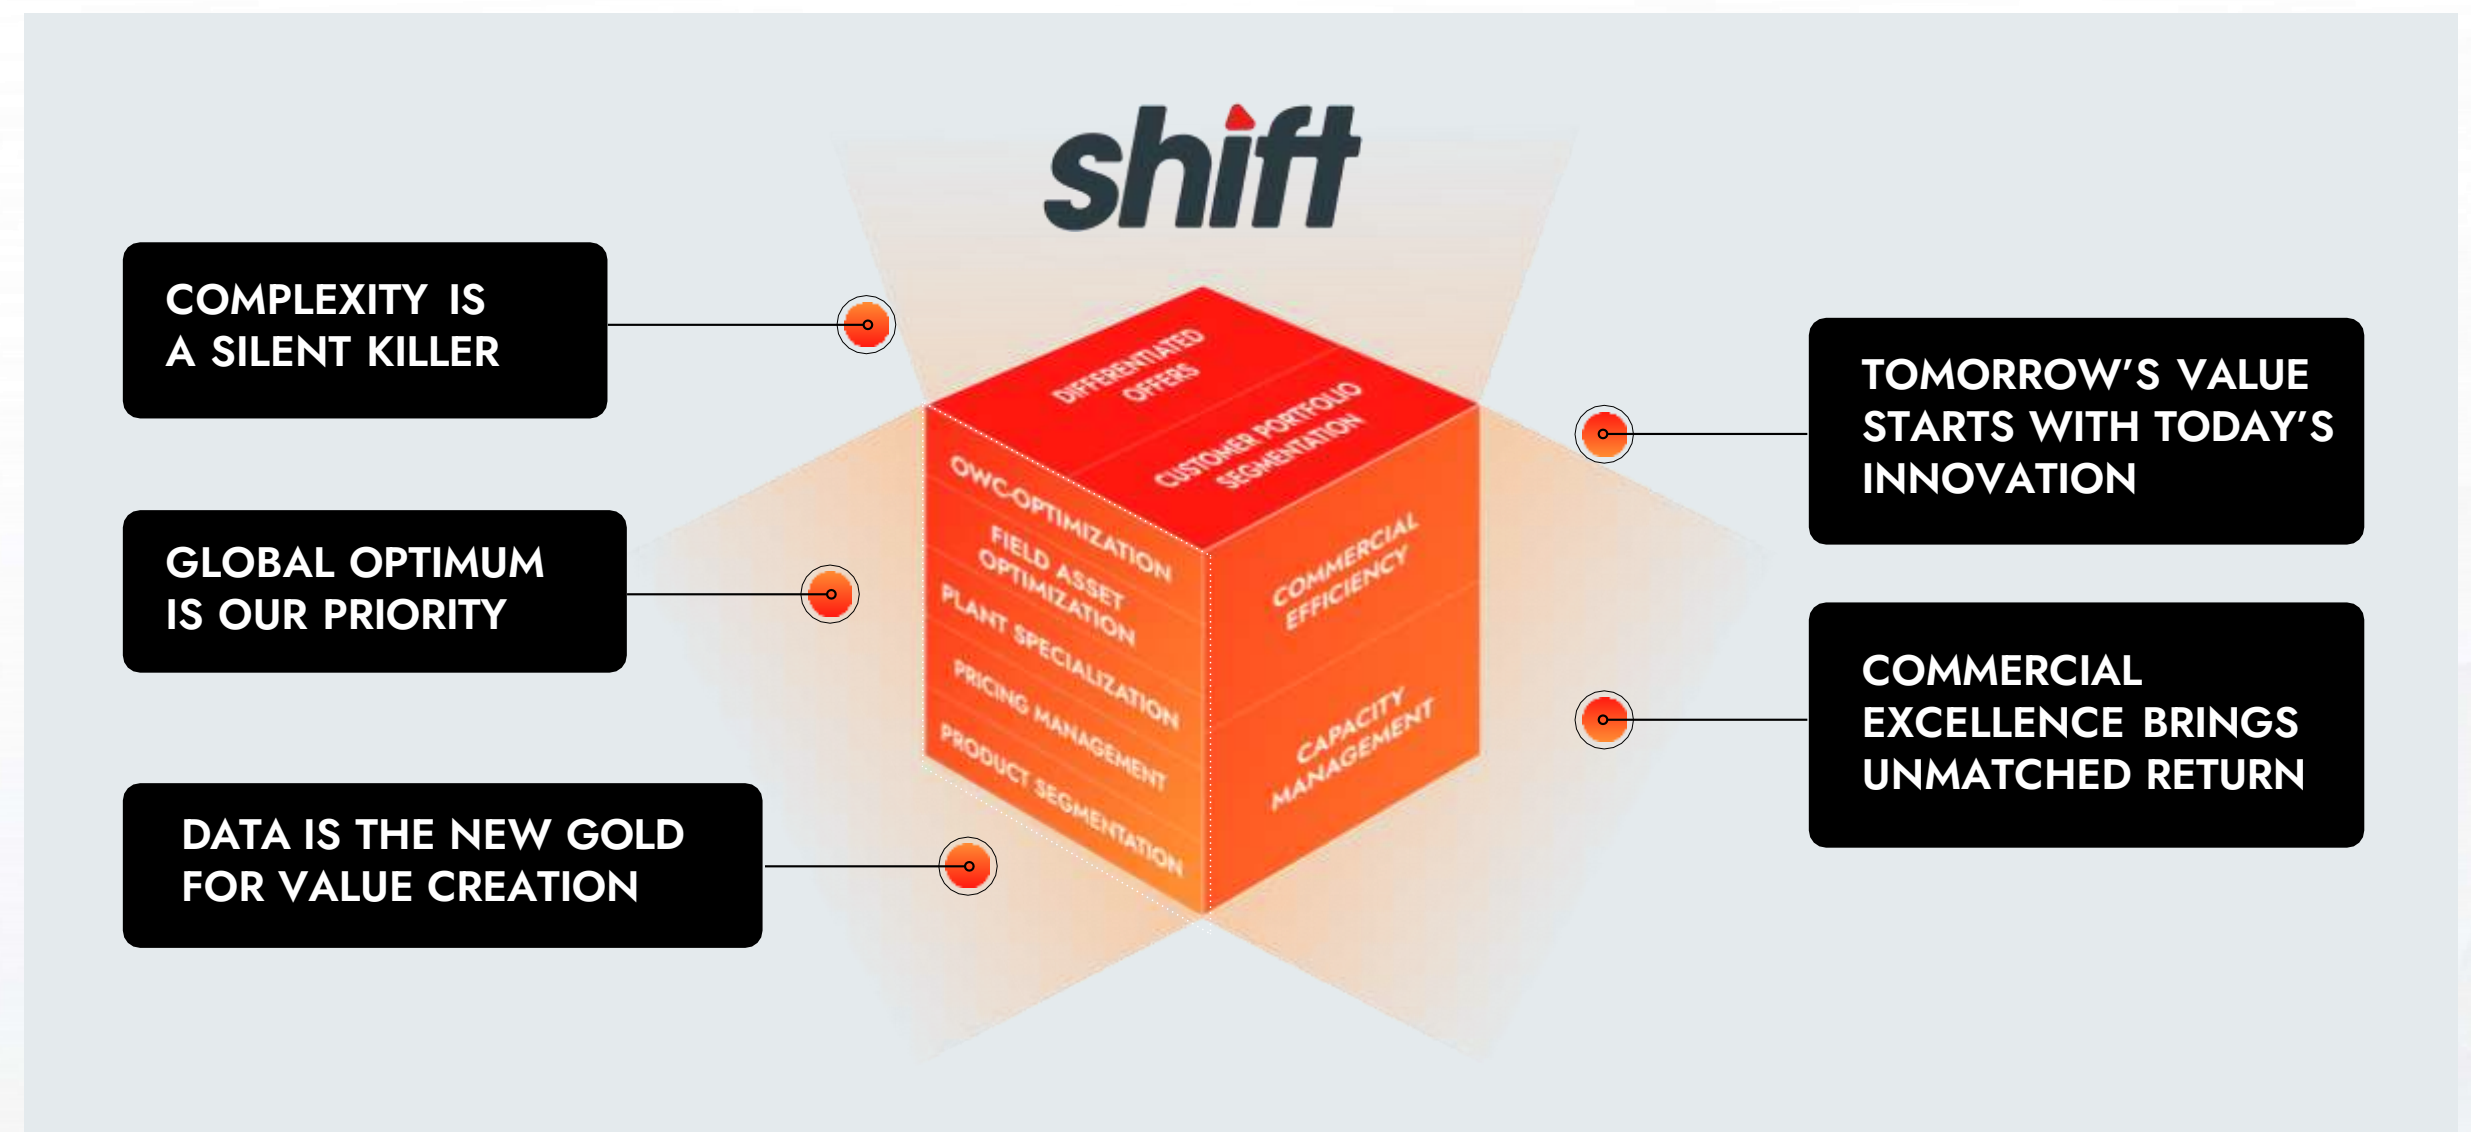 shift
COMPLEXITY IS
A SILENT KILLER
GLOBAL OPTIMUM
IS OUR PRIORITY
DATA IS THE NEW GOLD
FOR VALUE CREATION
DIFFERENTIATED
OFFERS
CUSTOMER PORTFOLIO
SEGMENTATION
OWC-OPTIMIZATION
FIELD ASSET
OPTIMIZATION
PLANT SPECIALIZATION
PRICING MANAGEMENT
PRODUCT SEGMENTATION
COMMERCIAL
EFFICIENCY
CAPACITY
MANAGEMENT
TOMORROW’S VALUE
STARTS WITH TODAY’S
INNOVATION
COMMERCIAL
EXCELLENCE BRINGS
UNMATCHED RETURN